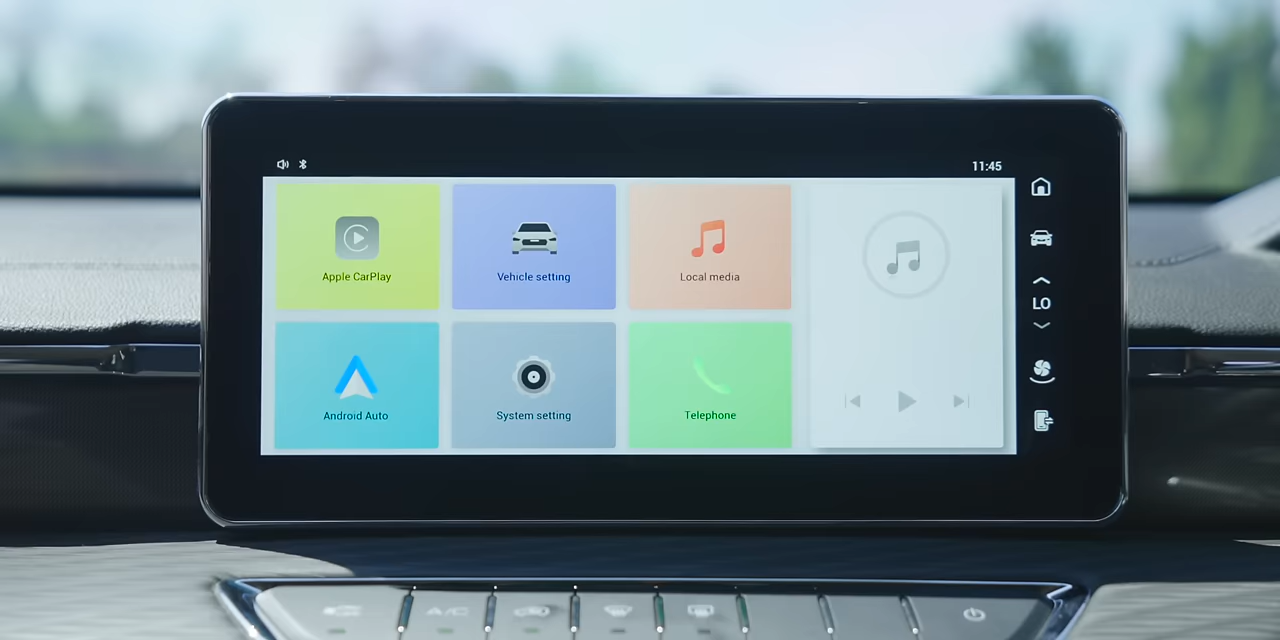 11:45
Apple CarPlay
Vehicle setting
Local media
LO
Android Auto
System setting
Telephone
A/C